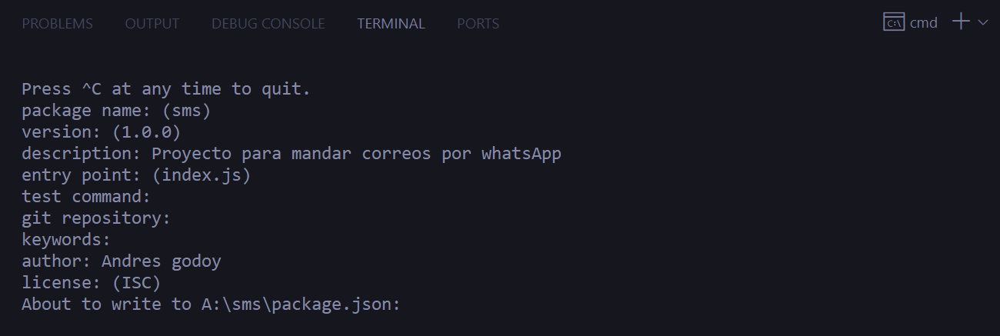 PROBLEMS OUTPUT DEBUG CONSOLE TERMINAL PORTS C:\ cmd
Press ^C at any time to quit.
package name: (sms)
version: (1.0.0)
description: Proyecto para mandar correos por whatsApp
entry point: (index.js)
test command:
git repository:
keywords:
author: Andres godoy
license: (ISC)
About to write to A:\sms\package.json: